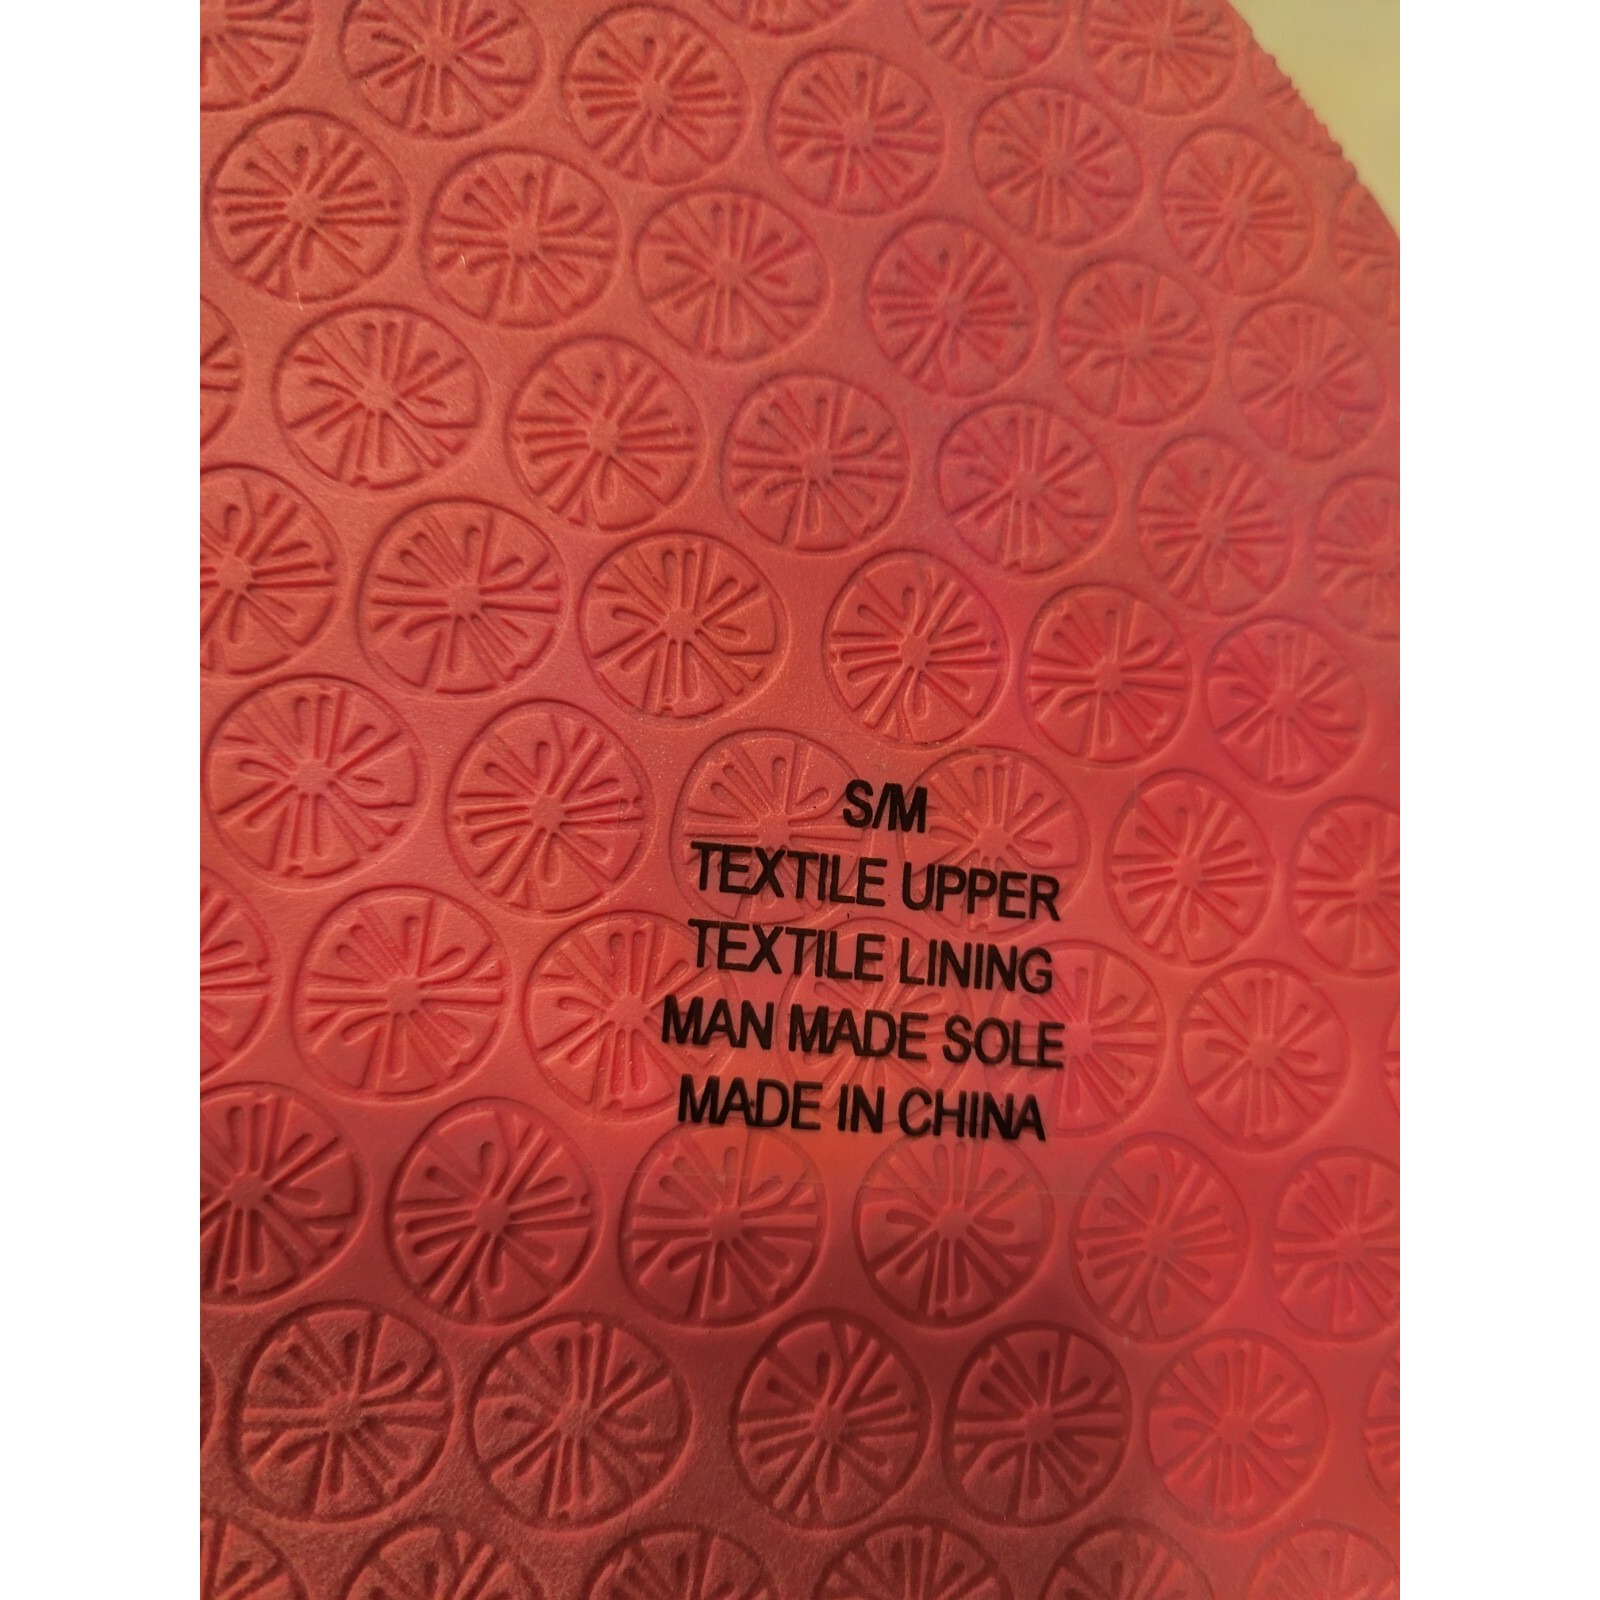 S/M
TEXTILE UPPER
TEXTILE LINING
MAN MADE SOLE
MADE IN CHINA